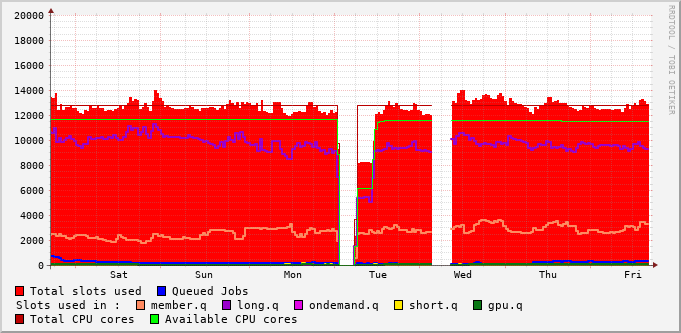 RRDTOOL / TOBI OETIKER
20000
18000
16000
14000
12000
10000
8000
6000
4000
2000
0
Sat Sun Mon Tue Wed Thu Fri
Total slots used Queued Jobs
Slots used in : member.q long.q ondemand.q short.q gpu.q
Total CPU cores Available CPU cores